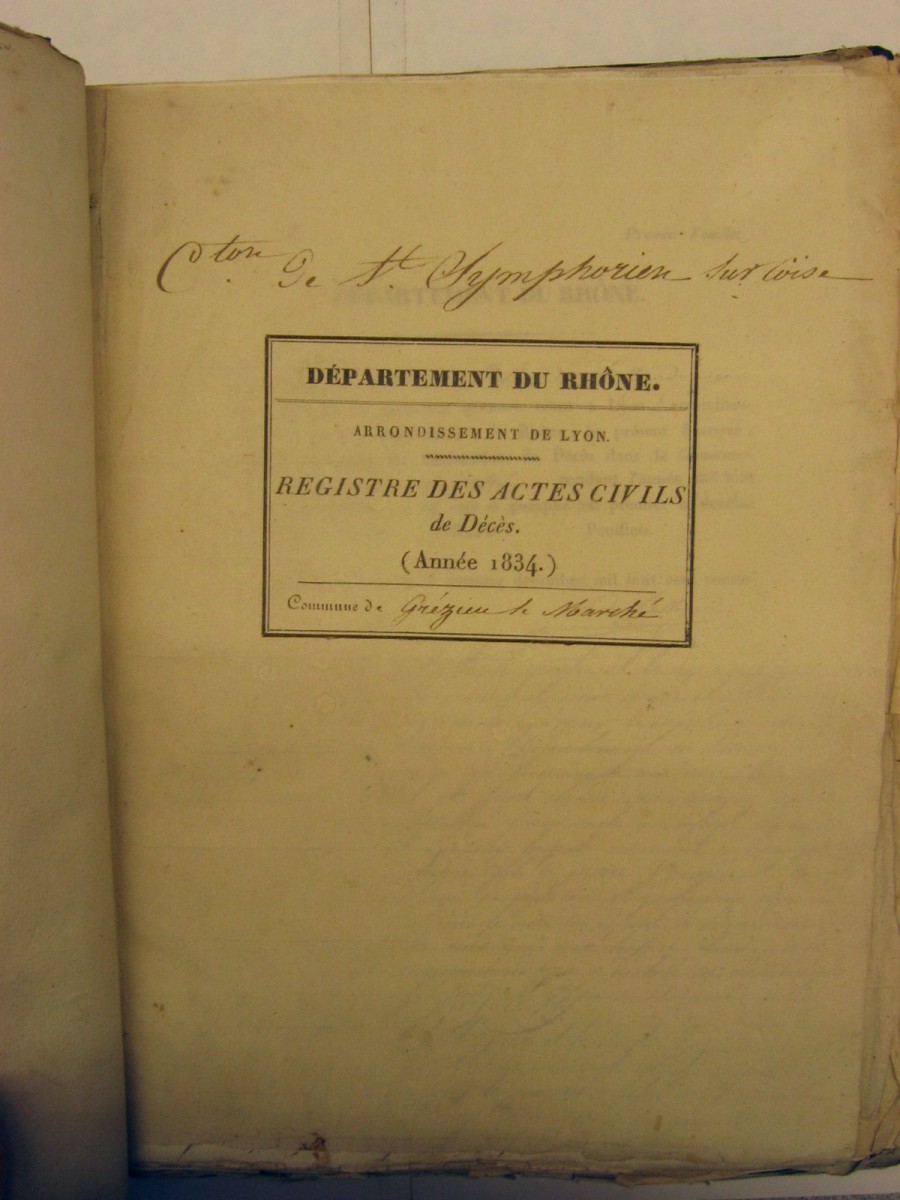 C.ton De St Symphorien sur Coise
DÉPARTEMENT DU RHÔNE.
ARRONDISSEMENT DE LYON.
REGISTRE DES ACTES CIVILS
de Décès.
(Année 1834.)
Commune de Grézieu le Marché